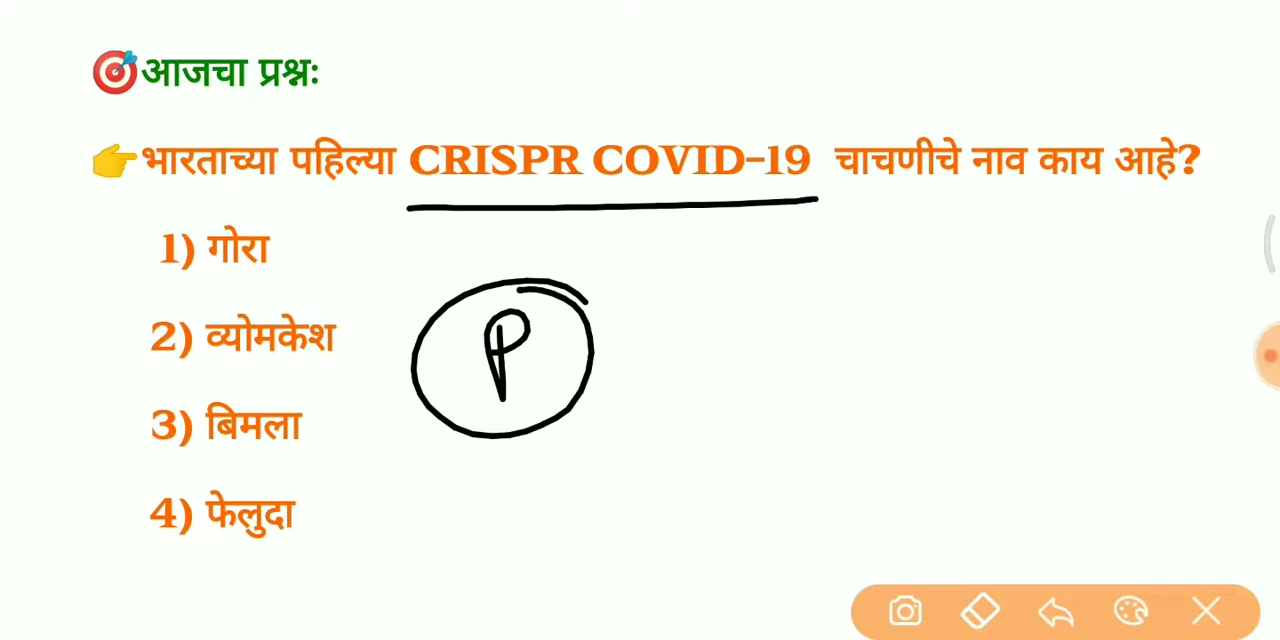 🎯आजचा प्रश्न:
👉भारताच्या पहिल्या CRISPR COVID-19 चाचणीचे नाव काय आहे?
1) गोरा
2) व्योमकेश
P
3) बिमला
4) फेलुदा